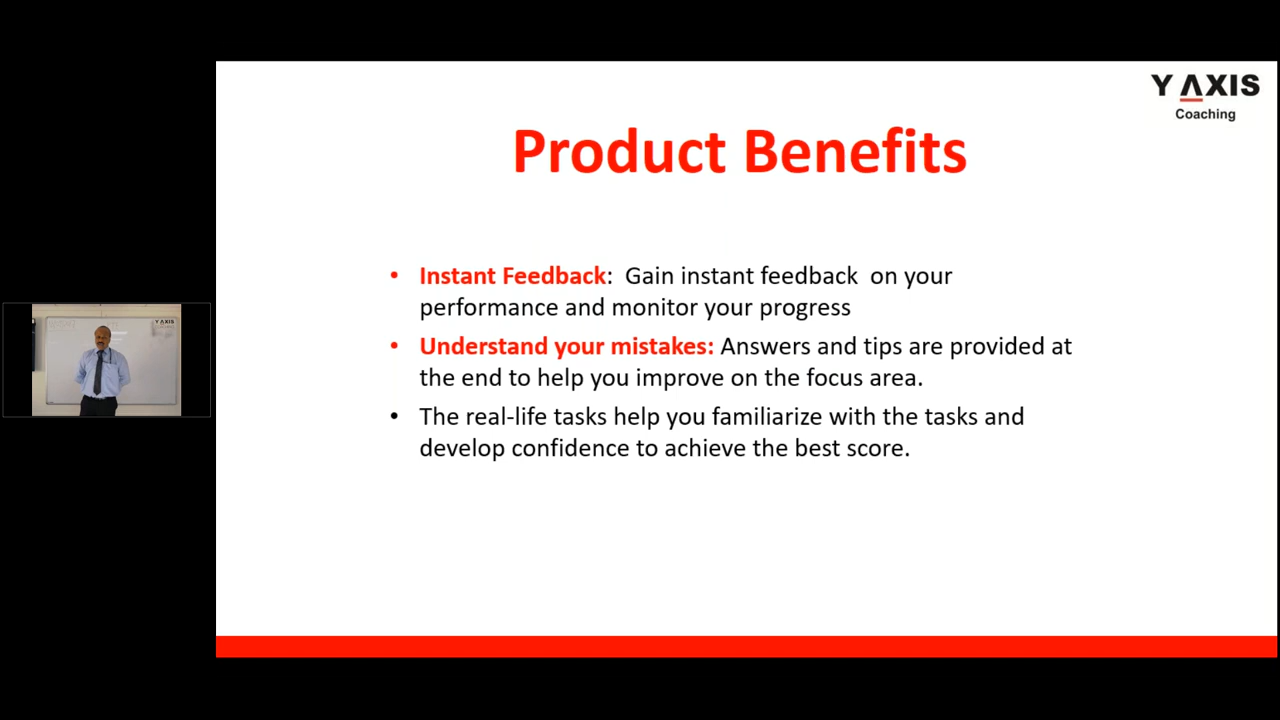 Y AXIS
Coaching
Product Benefits
• Instant Feedback:  Gain instant feedback  on your
performance and monitor your progress
• Understand your mistakes: Answers and tips are provided at
the end to help you improve on the focus area.
• The real-life tasks help you familiarize with the tasks and
develop confidence to achieve the best score.
Y AXIS